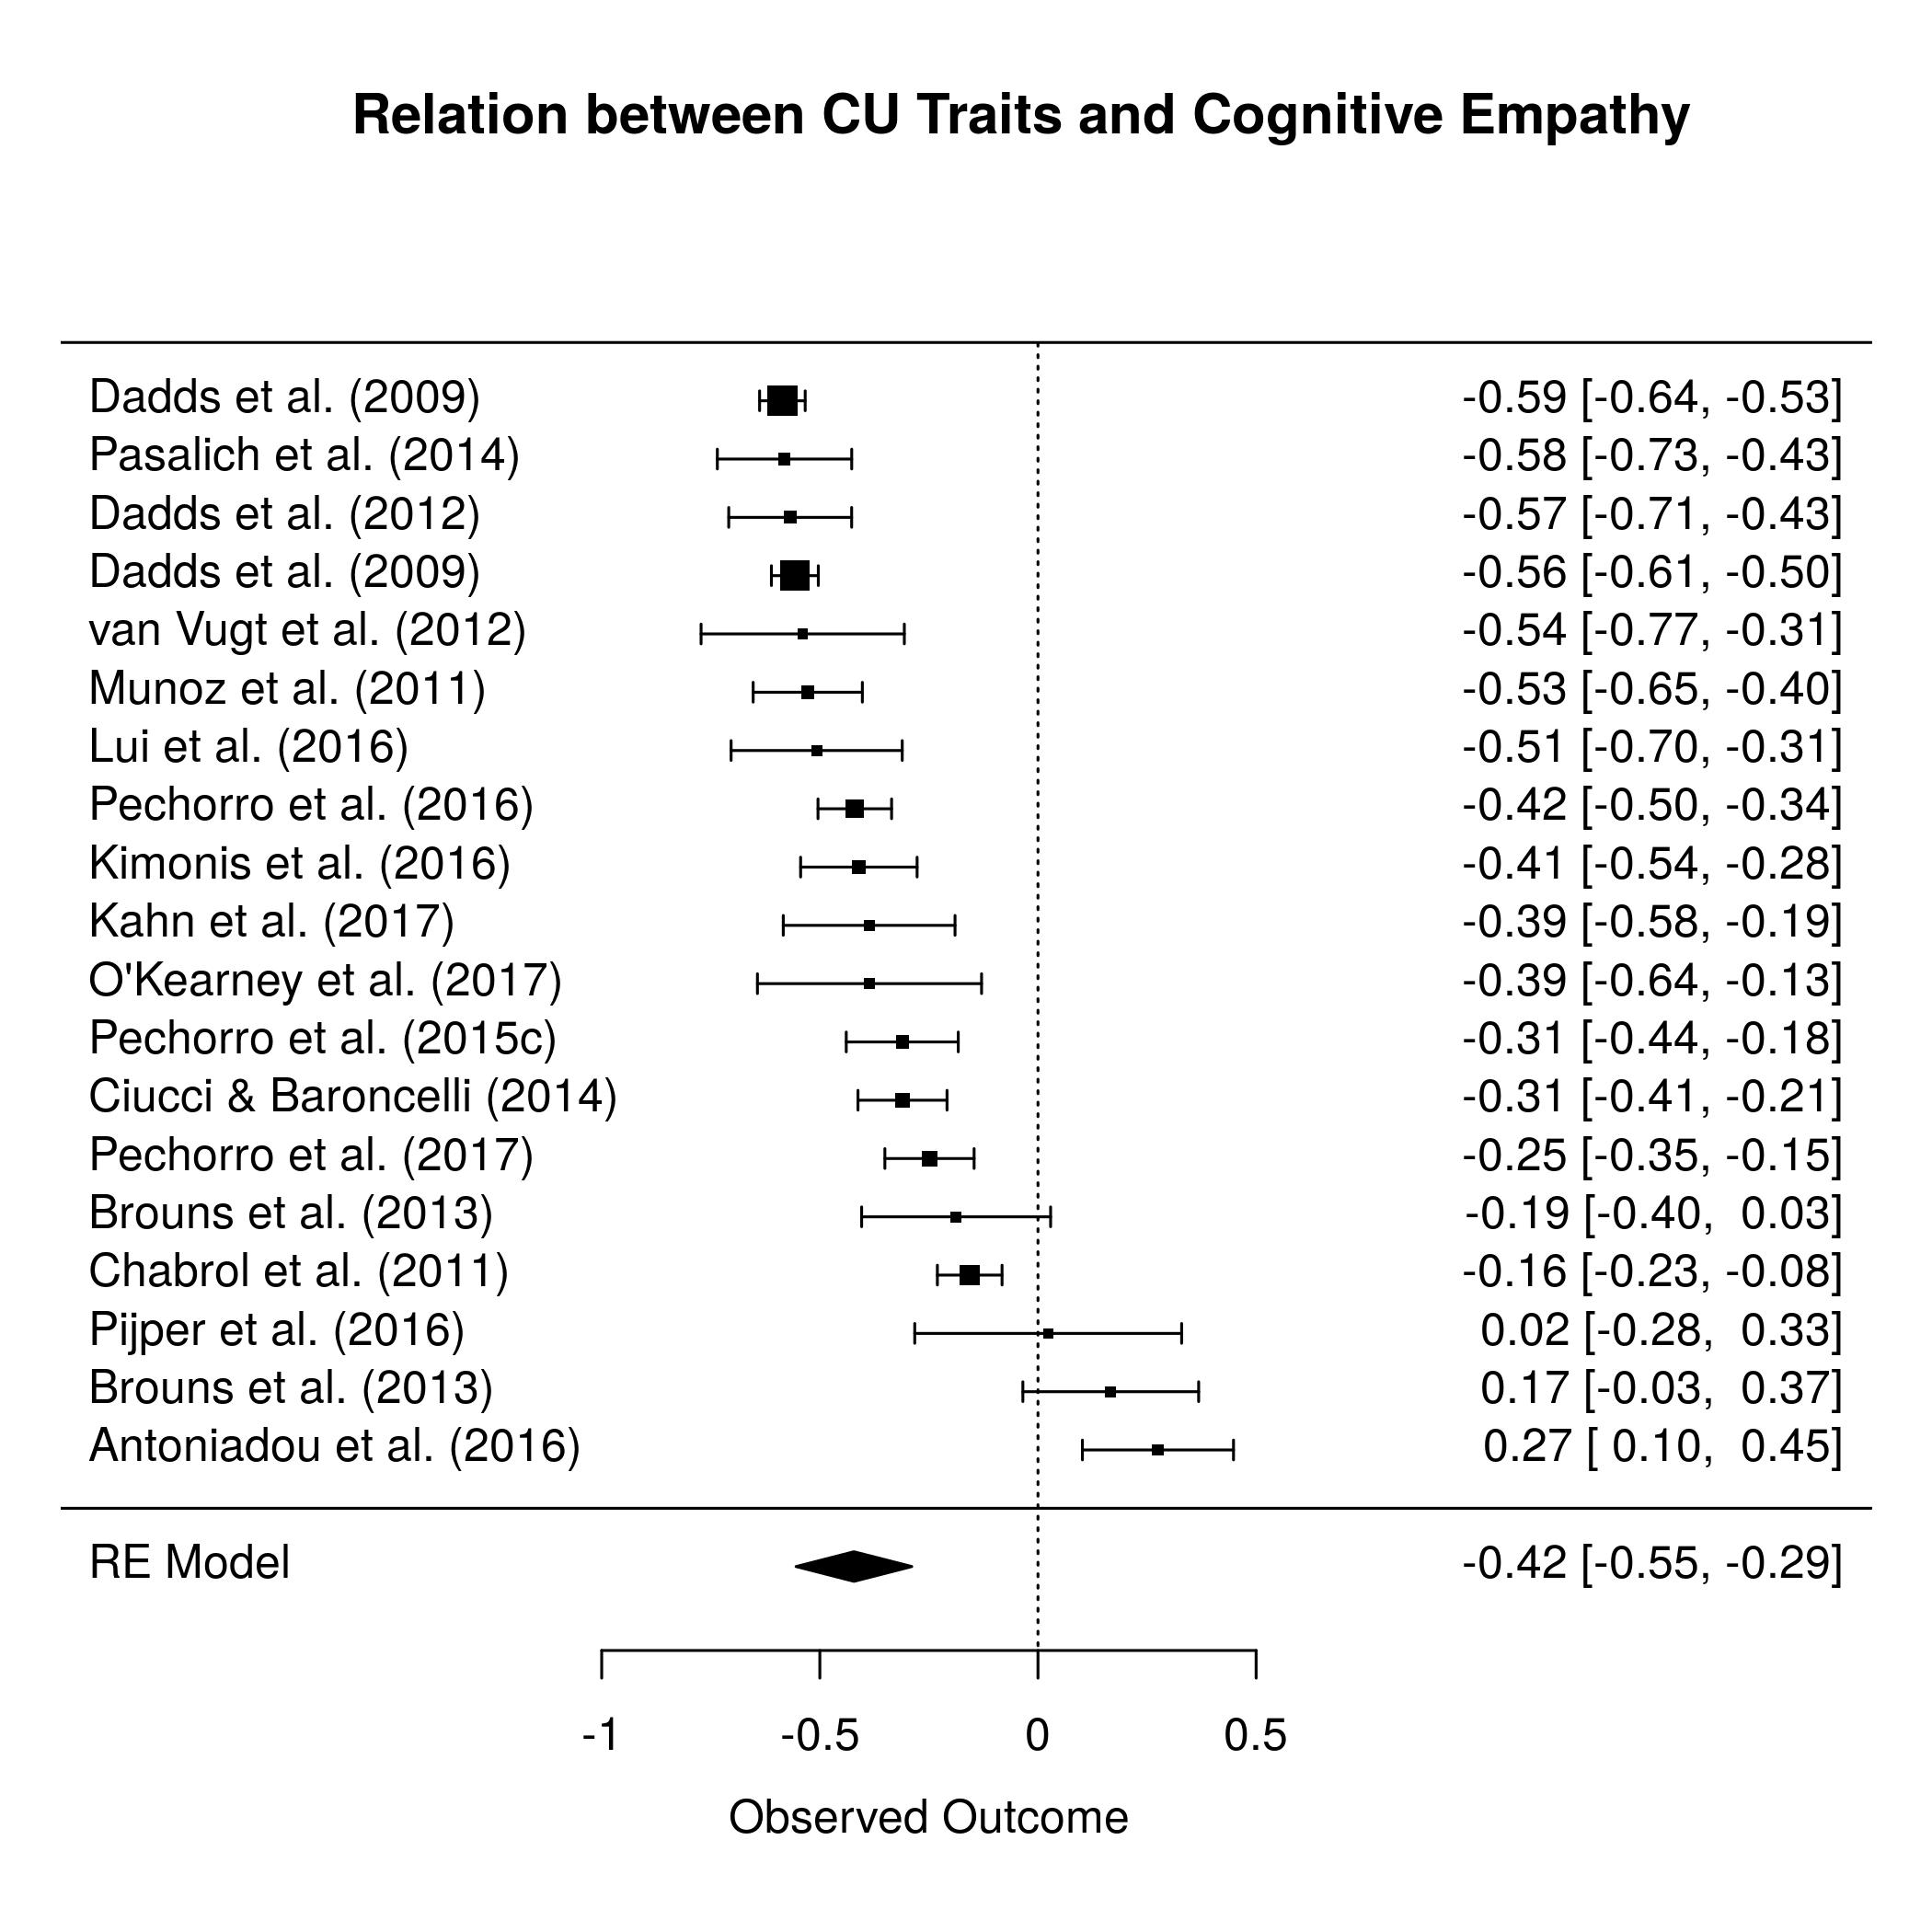 Relation between CU Traits and Cognitive Empathy
Dadds et al. (2009) -0.59 [-0.64, -0.53]
Pasalich et al. (2014) -0.58 [-0.73, -0.43]
Dadds et al. (2012) -0.57 [-0.71, -0.43]
Dadds et al. (2009) -0.56 [-0.61, -0.50]
van Vugt et al. (2012) -0.54 [-0.77, -0.31]
Munoz et al. (2011) -0.53 [-0.65, -0.40]
Lui et al. (2016) -0.51 [-0.70, -0.31]
Pechorro et al. (2016) -0.42 [-0.50, -0.34]
Kimonis et al. (2016) -0.41 [-0.54, -0.28]
Kahn et al. (2017) -0.39 [-0.58, -0.19]
O'Kearney et al. (2017) -0.39 [-0.64, -0.13]
Pechorro et al. (2015c) -0.31 [-0.44, -0.18]
Ciucci & Baroncelli (2014) -0.31 [-0.41, -0.21]
Pechorro et al. (2017) -0.25 [-0.35, -0.15]
Brouns et al. (2013) -0.19 [-0.40, 0.03]
Chabrol et al. (2011) -0.16 [-0.23, -0.08]
Pijper et al. (2016) 0.02 [-0.28, 0.33]
Brouns et al. (2013) 0.17 [-0.03, 0.37]
Antoniadou et al. (2016) 0.27 [ 0.10, 0.45]
RE Model -0.42 [-0.55, -0.29]
-1 -0.5 0 0.5
Observed Outcome